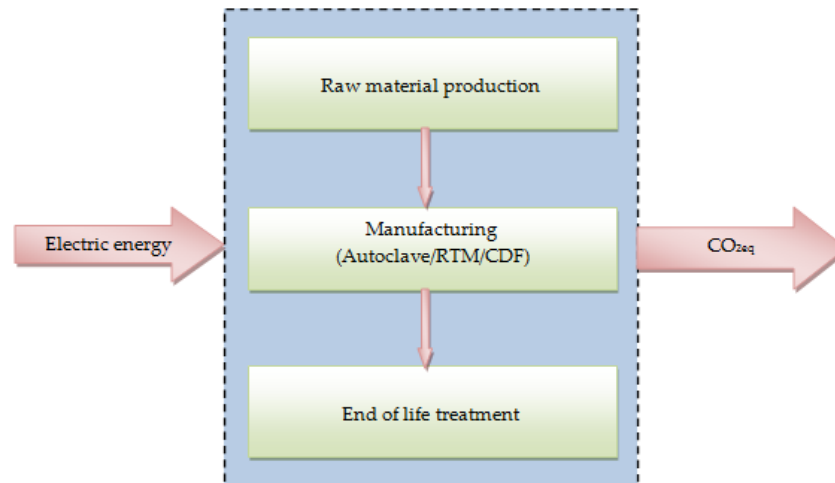 Raw material production
Electric energy
Manufacturing
(Autoclave/RTM/CDF)
CO₂eq
End of life treatment